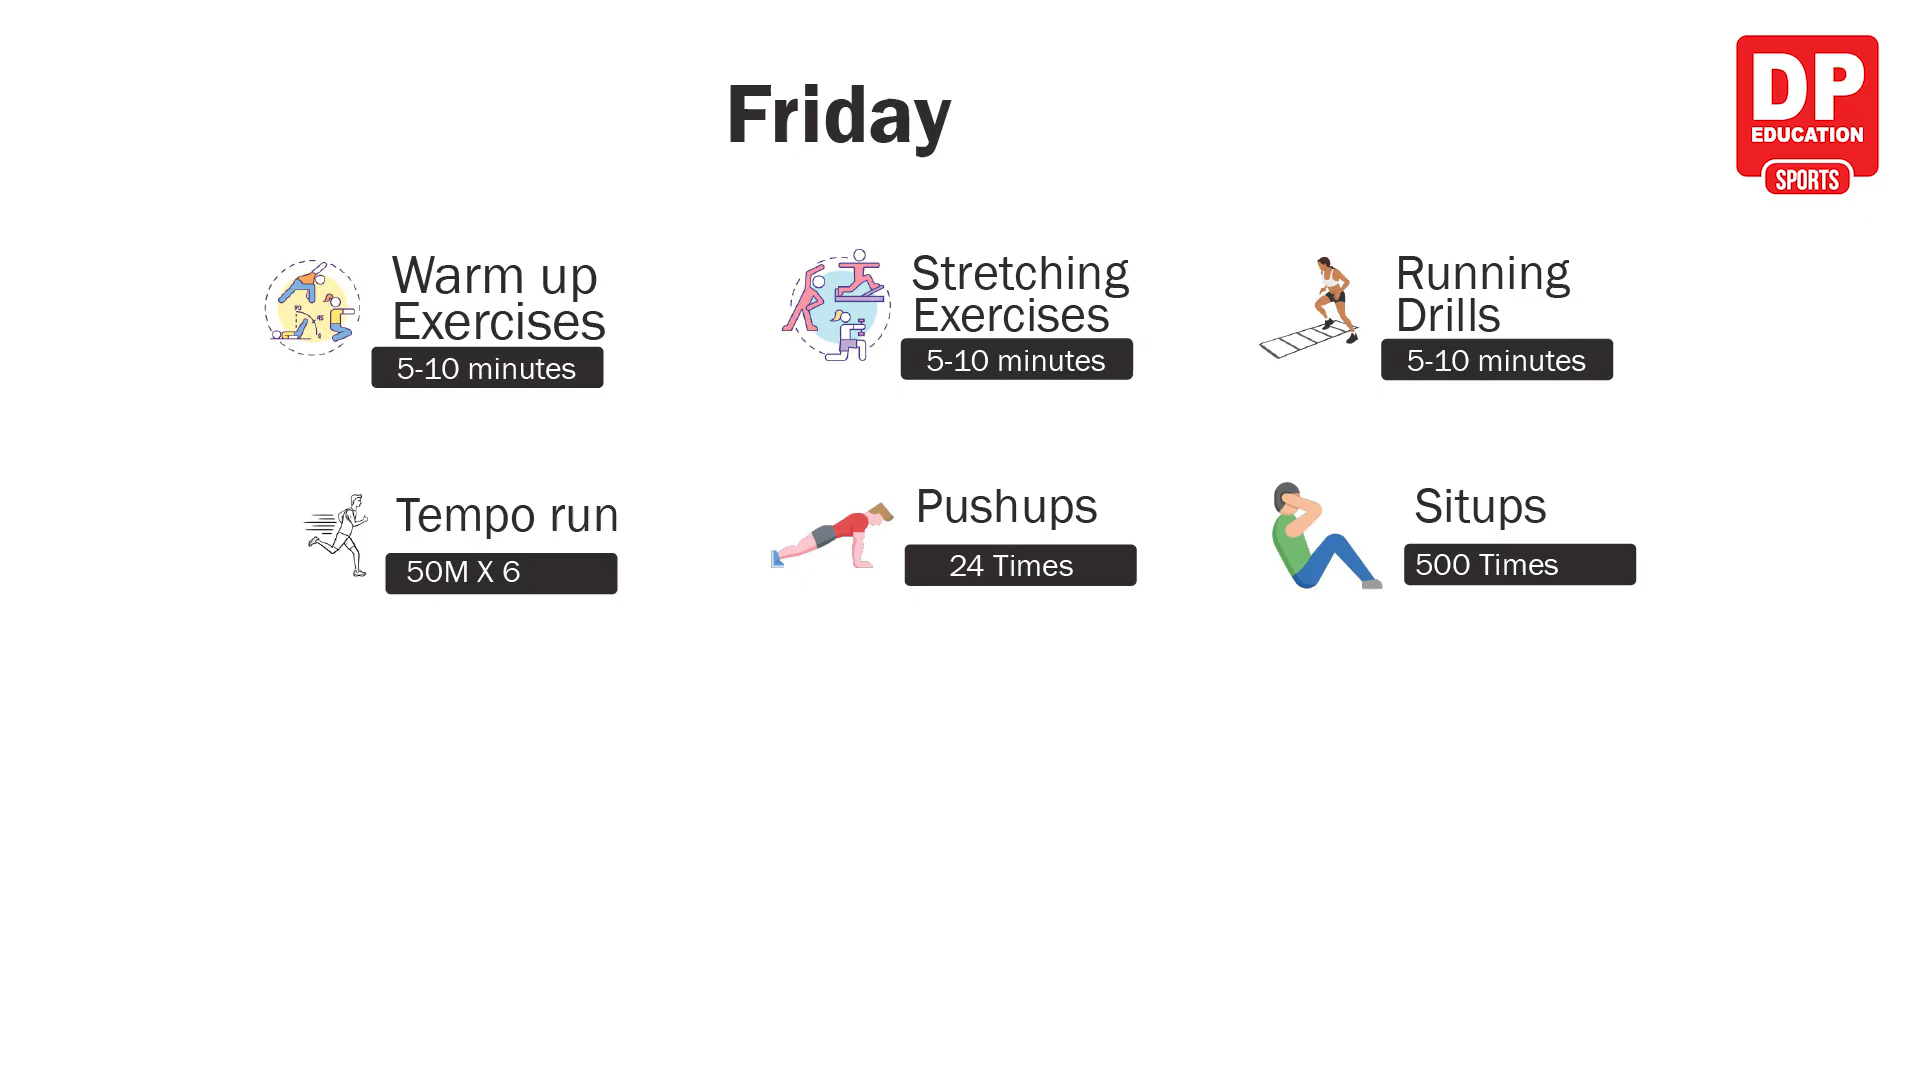 Friday
DP
EDUCATION
SPORTS
Warm up
Exercises
5-10 minutes
Stretching
Exercises
5-10 minutes
Running
Drills
5-10 minutes
Tempo run
50M X 6
Pushups
24 Times
Situps
500 Times